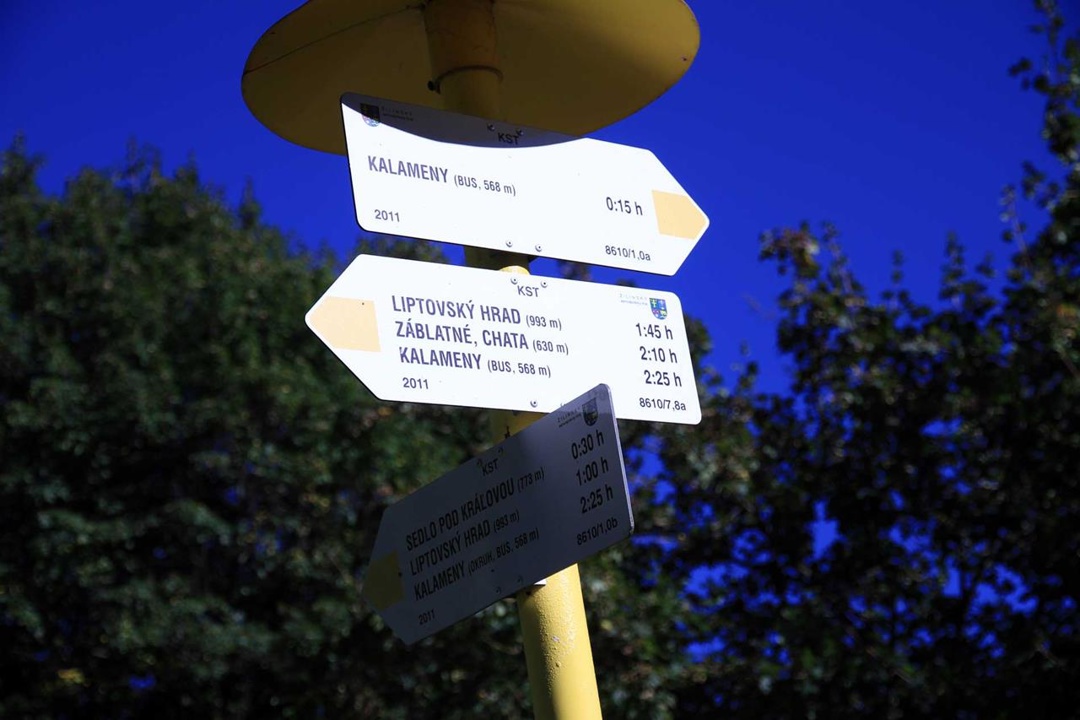 KST
KALAMENY (BUS, 568 m)
0:15 h
2011
8610/1,0a
KST
LIPTOVSKÝ HRAD (993 m) 1:45 h
ZÁBLATNÉ, CHATA (630 m) 2:10 h
KALAMENY (BUS, 568 m) 2:25 h
2011 8610/7,8a
KST
SEDLO POD KRÁĽOVOU (773 m) 0:30 h
LIPTOVSKÝ HRAD (993 m) 1:00 h
KALAMENY (OKRUH, BUS, 568 m) 2:25 h
2011 8610/1,0b